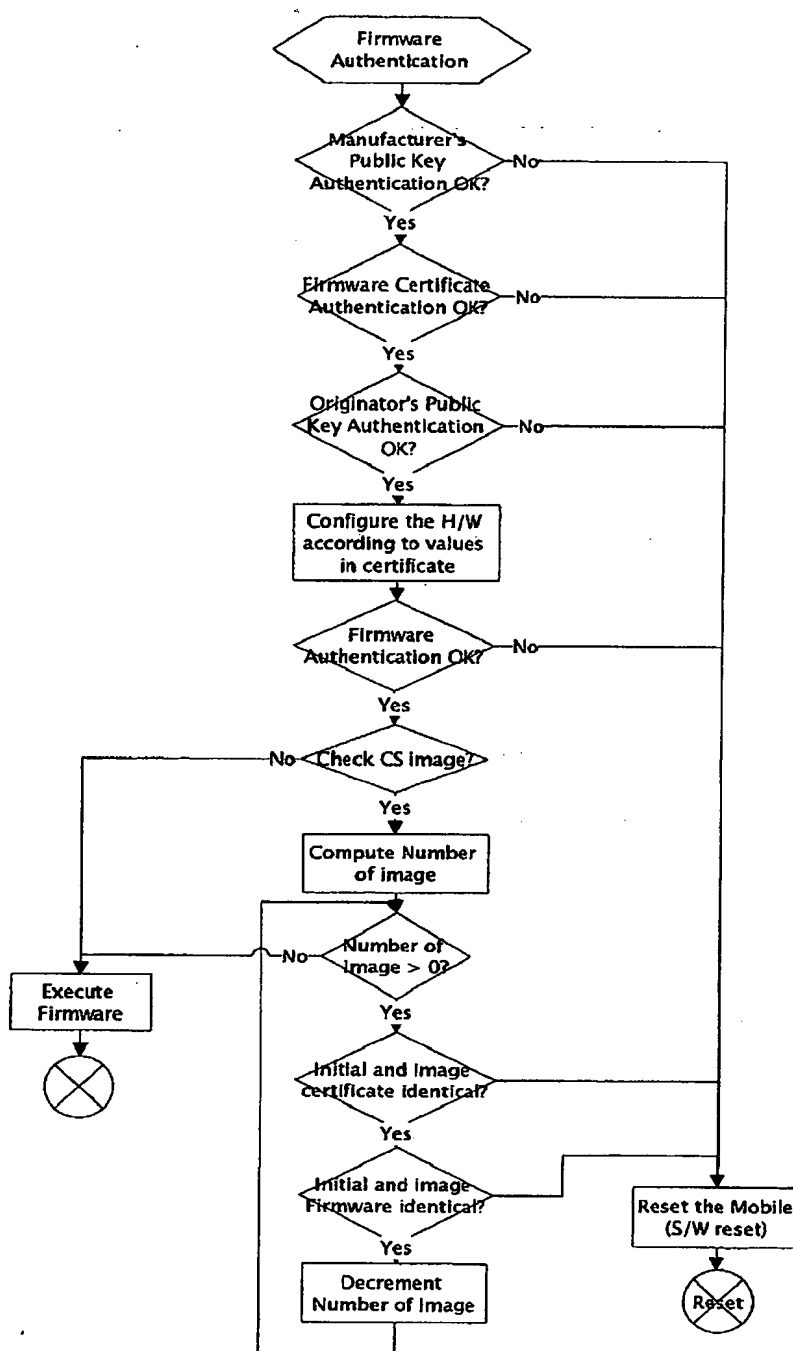 Firmware
Authentication
Manufacturer's
Public Key
Authentication OK?
No
Yes
Firmware Certificate
Authentication OK?
No
Yes
Originator's Public
Key Authentication
OK?
No
Yes
Configure the H/W
according to values
in certificate
Firmware
Authentication OK?
No
Yes
No
Check CS image?
Yes
Compute Number
of image
No
Number of
image > 0?
Yes
Execute
Firmware
Initial and image
certificate identical?
Yes
Initial and image
Firmware identical?
Yes
Reset the Mobile
(S/W reset)
Decrement
Number of Image
Reset